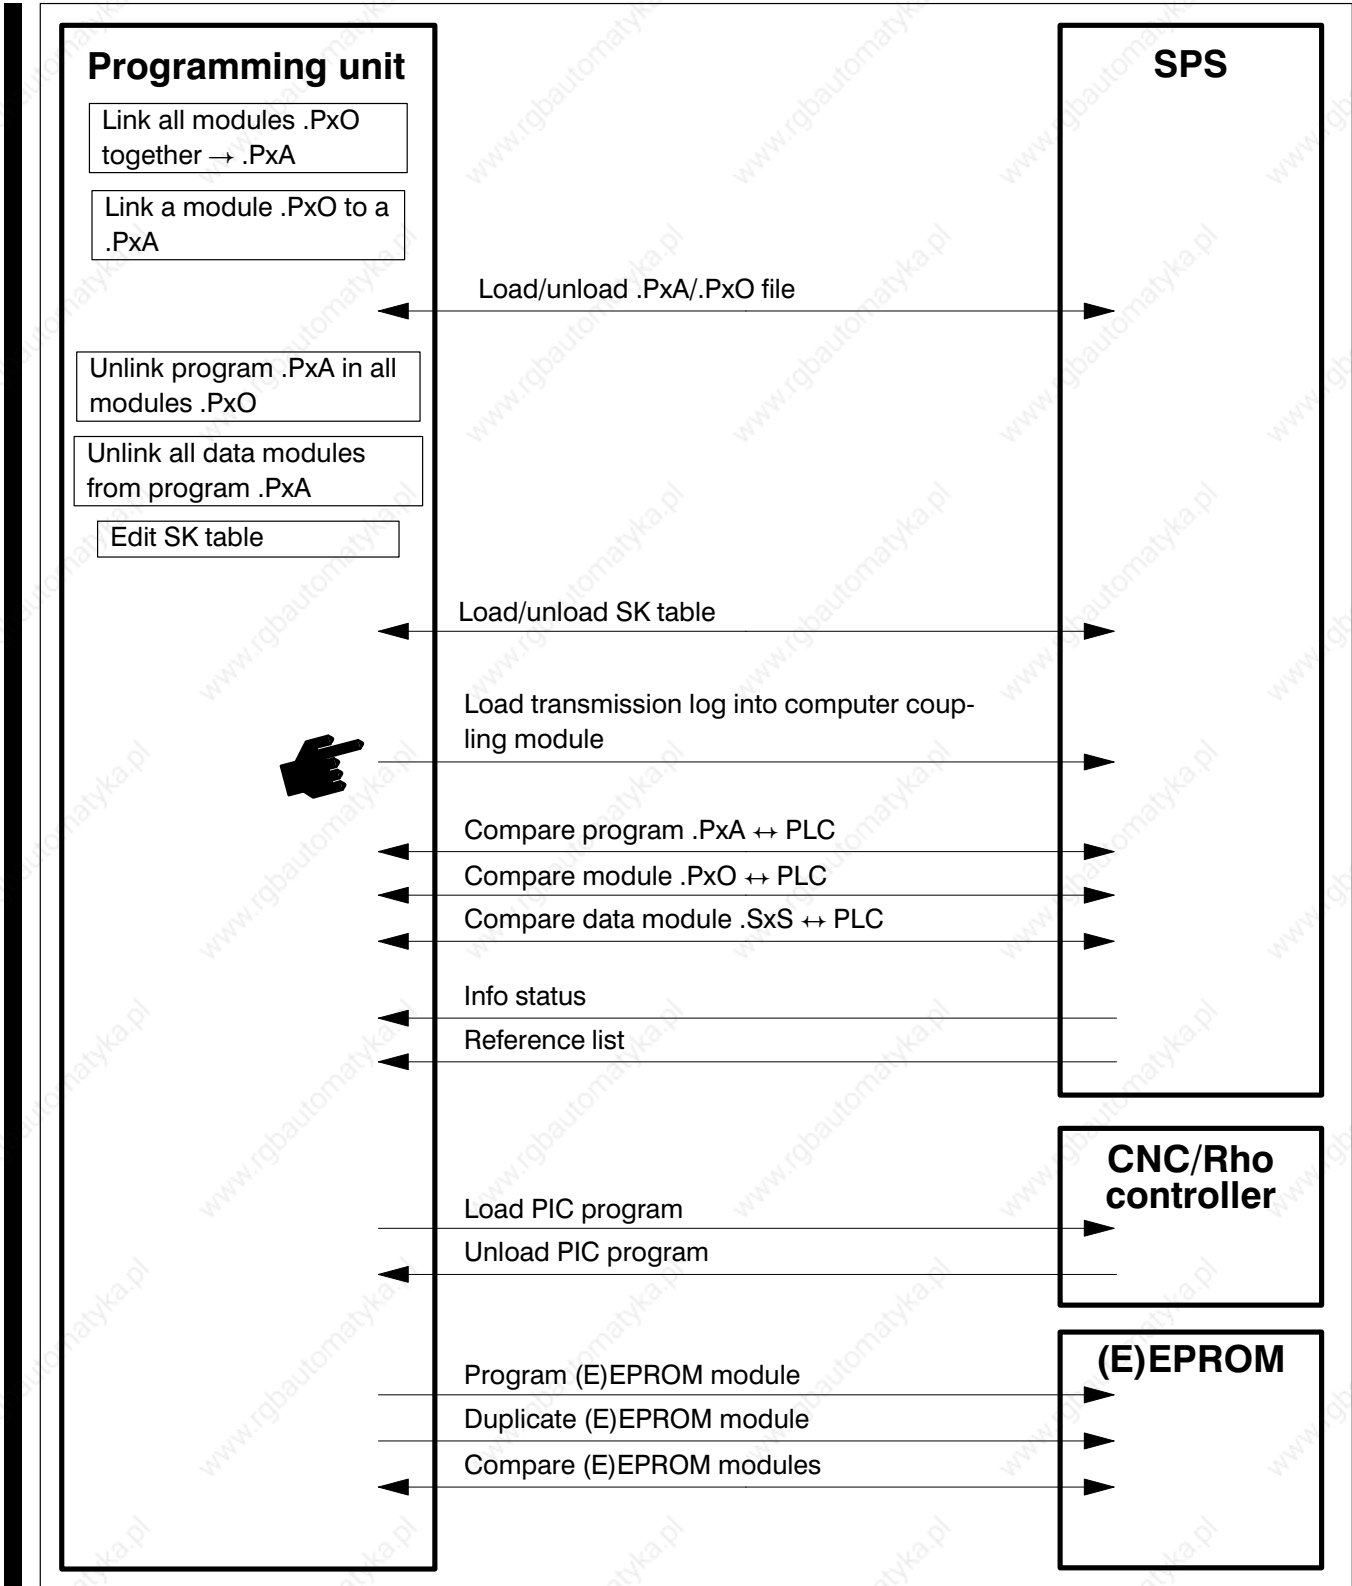 Programming unit
SPS
Link all modules .PxO
together → .PxA
Link a module .PxO to a
.PxA
Load/unload .PxA/.PxO file
Unlink program .PxA in all
modules .PxO
Unlink all data modules
from program .PxA
Edit SK table
Load/unload SK table
Load transmission log into computer coup-
ling module
Compare program .PxA ↔ PLC
Compare module .PxO ↔ PLC
Compare data module .SxS ↔ PLC
Info status
Reference list
CNC/Rho
controller
Load PIC program
Unload PIC program
(E)EPROM
Program (E)EPROM module
Duplicate (E)EPROM module
Compare (E)EPROM modules
www.rgbautomatyka.pl